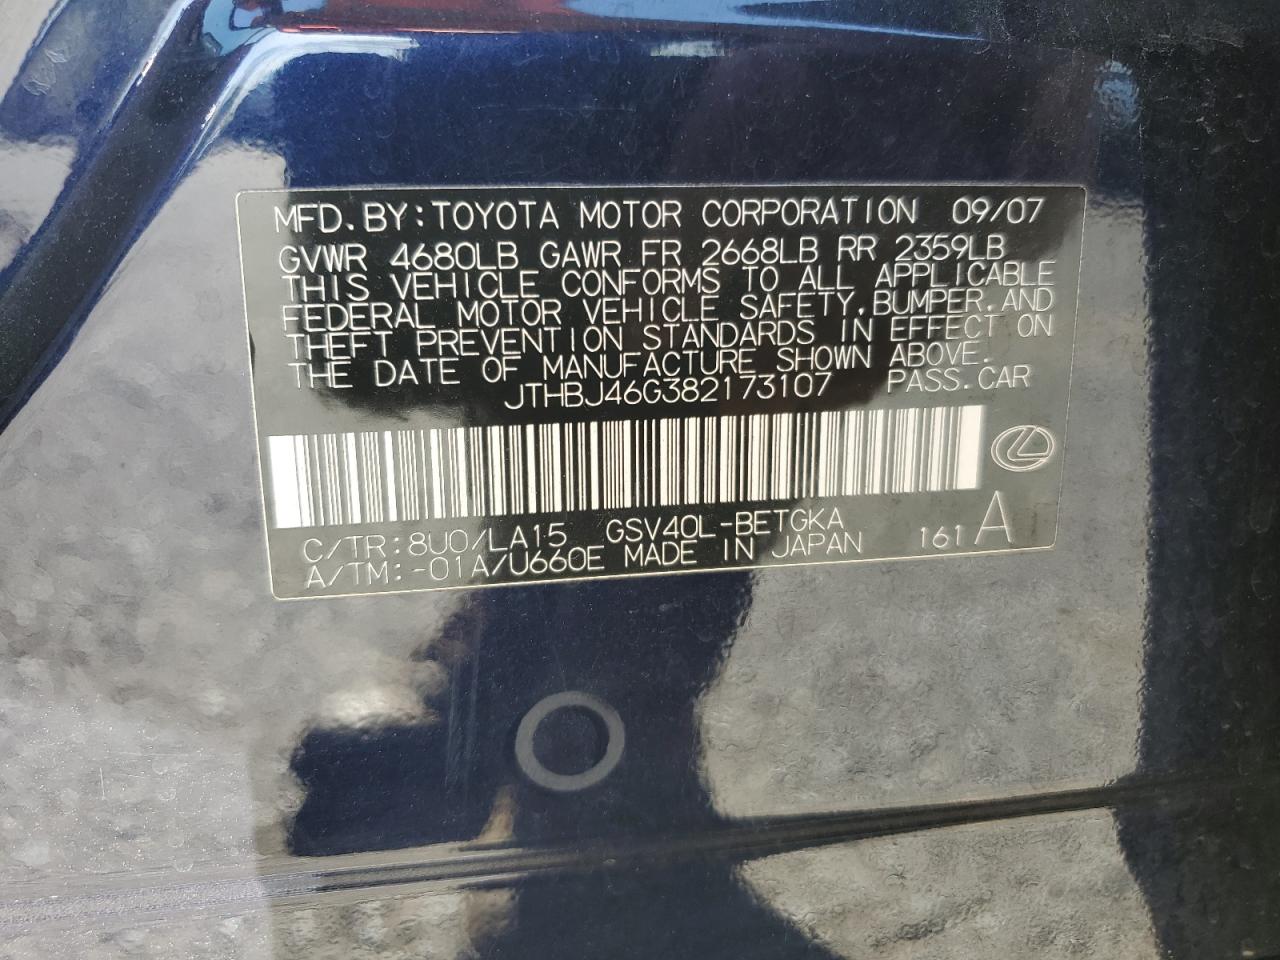 MFD.BY:TOYOTA MOTOR CORPORATION 09/07
GVWR 4680LB GAWR FR 2668LB RR 2359LB
THIS VEHICLE CONFORMS TO ALL APPLICABLE
FEDERAL MOTOR VEHICLE SAFETY,BUMPER,AND
THEFT PREVENTION STANDARDS IN EFFECT ON
THE DATE OF MANUFACTURE SHOWN ABOVE.
JTHBJ46G382173107 PASS.CAR
C/TR:8U0/LA15 GSV40L-BETGKA
A/TM:-01A/U660E MADE IN JAPAN 161 A